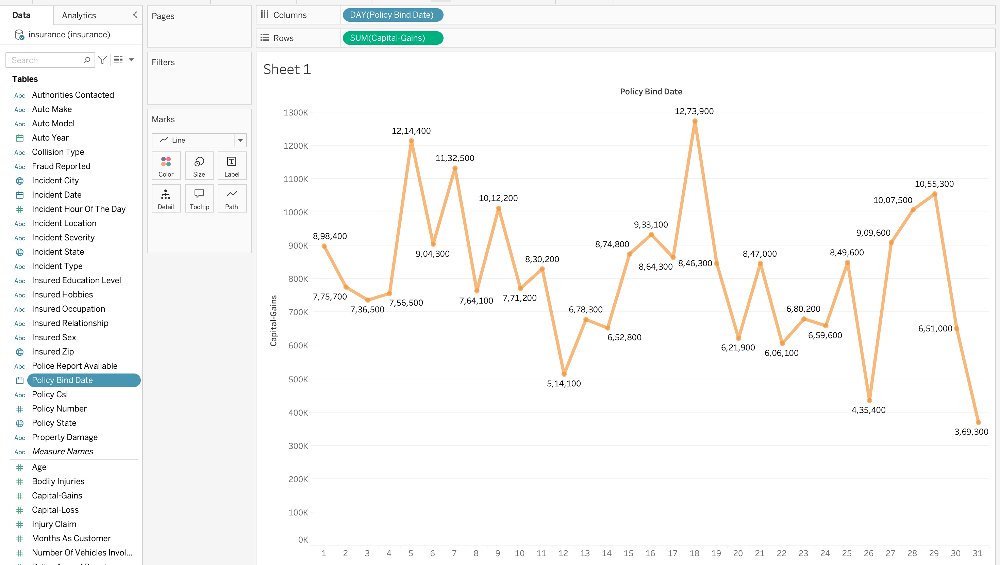 Data
Analytics
insurance (insurance)
Search
Tables
Abc Authorities Contacted
Abc Auto Make
Abc Auto Model
Auto Year
Abc Collision Type
Abc Fraud Reported
Incident City
Incident Date
Incident Hour Of The Day
Abc Incident Location
Abc Incident Severity
Incident State
Abc Incident Type
Abc Insured Education Level
Abc Insured Hobbies
Abc Insured Occupation
Abc Insured Relationship
Abc Insured Sex
Insured Zip
Abc Police Report Available
Policy Bind Date
Abc Policy Csl
Policy Number
Policy State
Abc Property Damage
Abc Measure Names
Age
Bodily Injuries
Capital-Gains
Capital-Loss
Injury Claim
Months As Customer
Number Of Vehicles Invol...
Pages
Filters
Marks
Line
Color Size Label
Detail Tooltip Path
Columns DAY(Policy Bind Date)
Rows SUM(Capital-Gains)
Sheet 1
Policy Bind Date
Capital-Gains
1300K
1200K
1100K
1000K
900K
800K
700K
600K
500K
400K
300K
200K
100K
0K
8,98,400
7,75,700
7,36,500
7,56,500
12,14,400
9,04,300
11,32,500
7,64,100
10,12,200
7,71,200
8,30,200
5,14,100
6,78,300
6,52,800
8,74,800
9,33,100
8,64,300
12,73,900
8,46,300
6,21,900
8,47,000
6,06,100
6,80,200
6,59,600
8,49,600
4,35,400
9,09,600
10,07,500
10,55,300
6,51,000
3,69,300
1 2 3 4 5 6 7 8 9 10 11 12 13 14 15 16 17 18 19 20 21 22 23 24 25 26 27 28 29 30 31